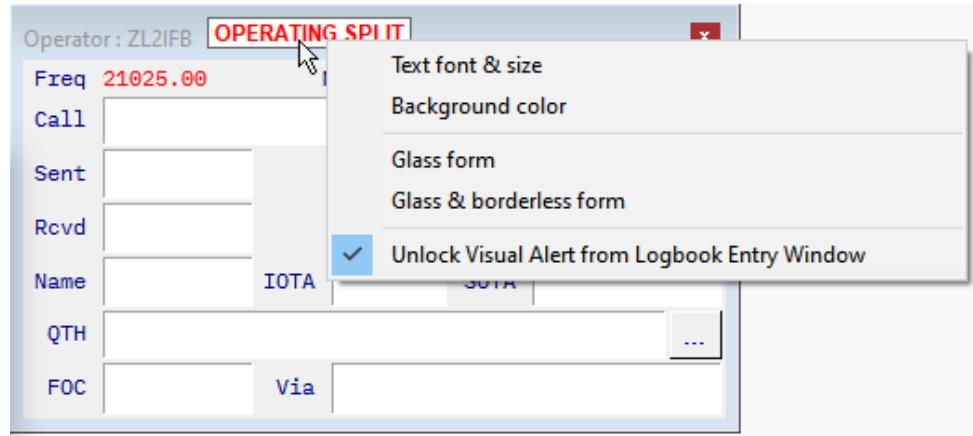 Operator : ZL2IFB OPERATING SPLIT x
Freq 21025.00
Call
Sent
Rcvd
Name IOTA SOTA
QTH ...
FOC Via
Text font & size
Background color
Glass form
Glass & borderless form
Unlock Visual Alert from Logbook Entry Window